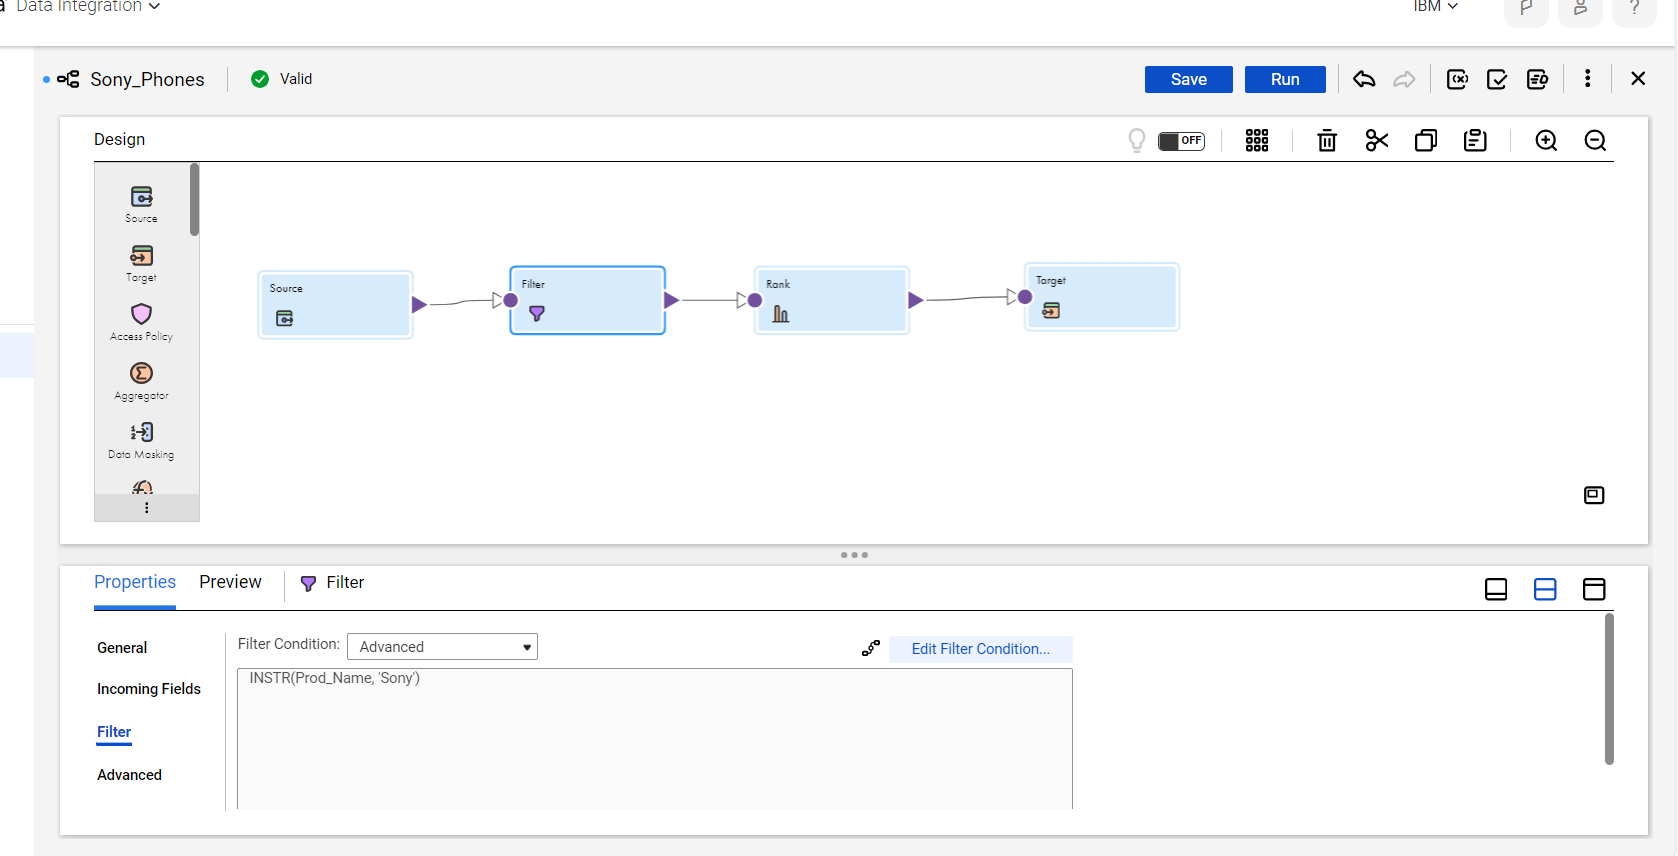 a Data Integration
IBM
?
Sony_Phones
Valid
Save
Run
Design
OFF
Source
Target
Access Policy
Aggregator
Data Masking
Source
Filter
Rank
Target
Properties
Preview
Filter
General
Incoming Fields
Filter
Advanced
Filter Condition:
Advanced
Edit Filter Condition...
INSTR(Prod_Name, 'Sony')